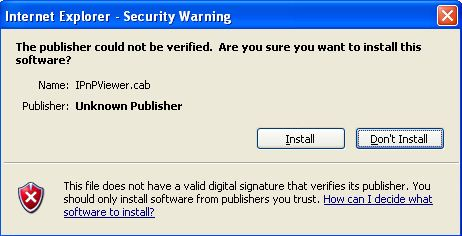 Internet Explorer - Security Warning
The publisher could not be verified. Are you sure you want to install this
software?
Name: IPnPViewer.cab
Publisher: Unknown Publisher
Install Don't Install
This file does not have a valid digital signature that verifies its publisher. You
should only install software from publishers you trust. How can I decide what
software to install?